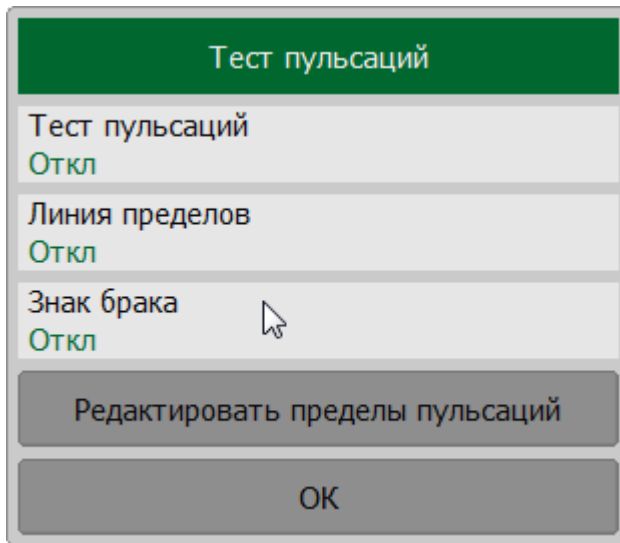 Тест пульсаций
Тест пульсаций
Откл
Линия пределов
Откл
Знак брака
Откл
Редактировать пределы пульсаций
ОК